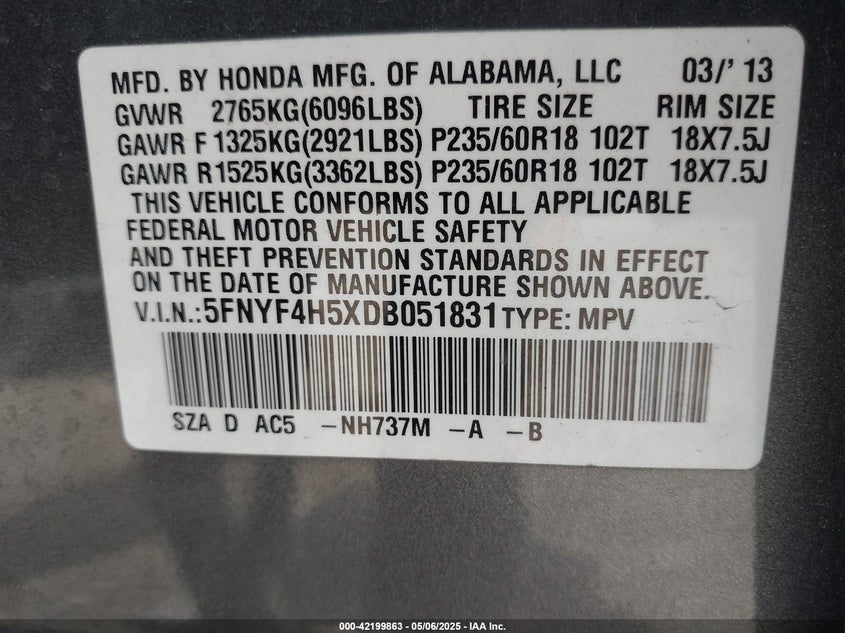 MFD. BY HONDA MFG. OF ALABAMA, LLC 03/' 13
GVWR 2765KG(6096LBS) TIRE SIZE RIM SIZE
GAWR F 1325KG(2921LBS) P235/60R18 102T 18X7.5J
GAWR R 1525KG(3362LBS) P235/60R18 102T 18X7.5J
THIS VEHICLE CONFORMS TO ALL APPLICABLE
FEDERAL MOTOR VEHICLE SAFETY
AND THEFT PREVENTION STANDARDS IN EFFECT
ON THE DATE OF MANUFACTURE SHOWN ABOVE.
V.I.N.:5FNYF4H5XDB051831 TYPE: MPV
SZA D AC5 -NH737M -A -B
000-42199863 - 05/06/2025 - IAA Inc.